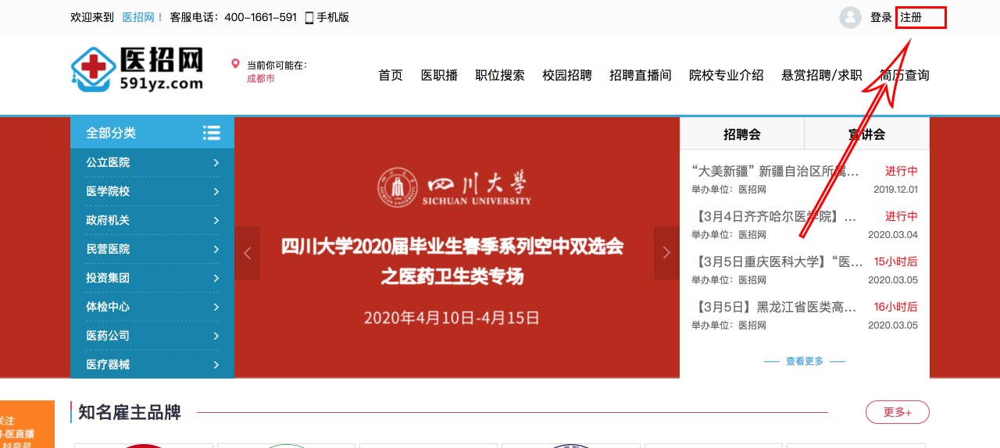 欢迎来到 医招网！ 客服电话：400-1661-591 手机版
登录 注册
医招网
591yz.com
当前你可能在：
成都市
首页 医职播 职位搜索 校园招聘 招聘直播间 院校专业介绍 悬赏招聘/求职 简历查询
全部分类
公立医院
医学院校
政府机关
民营医院
投资集团
体检中心
医药公司
医疗器械
四川大学
SICHUAN UNIVERSITY
四川大学2020届毕业生春季系列空中双选会
之医药卫生类专场
2020年4月10日-4月15日
招聘会 宣讲会
“大美新疆”新疆自治区所属... 进行中
举办单位：医招网 2019.12.01
【3月4日齐齐哈尔医学院】... 进行中
举办单位：医招网 2020.03.04
【3月5日重庆医科大学】“医... 15小时后
举办单位：医招网 2020.03.05
【3月5日】黑龙江省医类高... 16小时后
举办单位：医招网 2020.03.05
查看更多
知名雇主品牌
更多+
关注
-医直播
抖音号